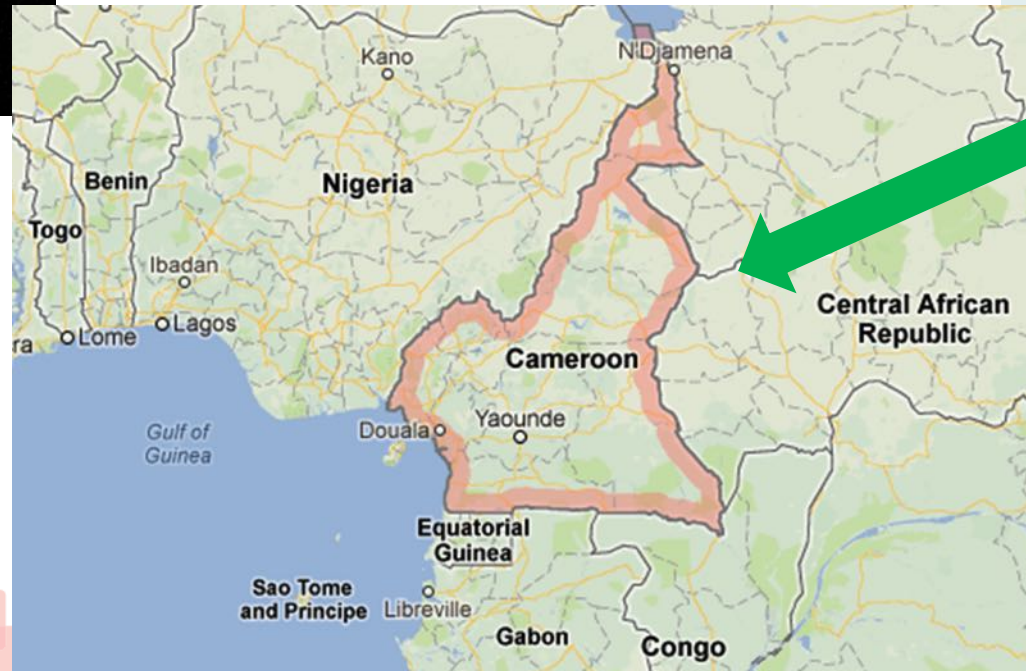 Kano
N'Djamena
Benin
Nigeria
Togo
Ibadan
Lagos
Lome
ra
Central African
Republic
Cameroon
Yaounde
Douala
Gulf of
Guinea
Equatorial
Guinea
Sao Tome
and Principe
Libreville
Gabon
Congo